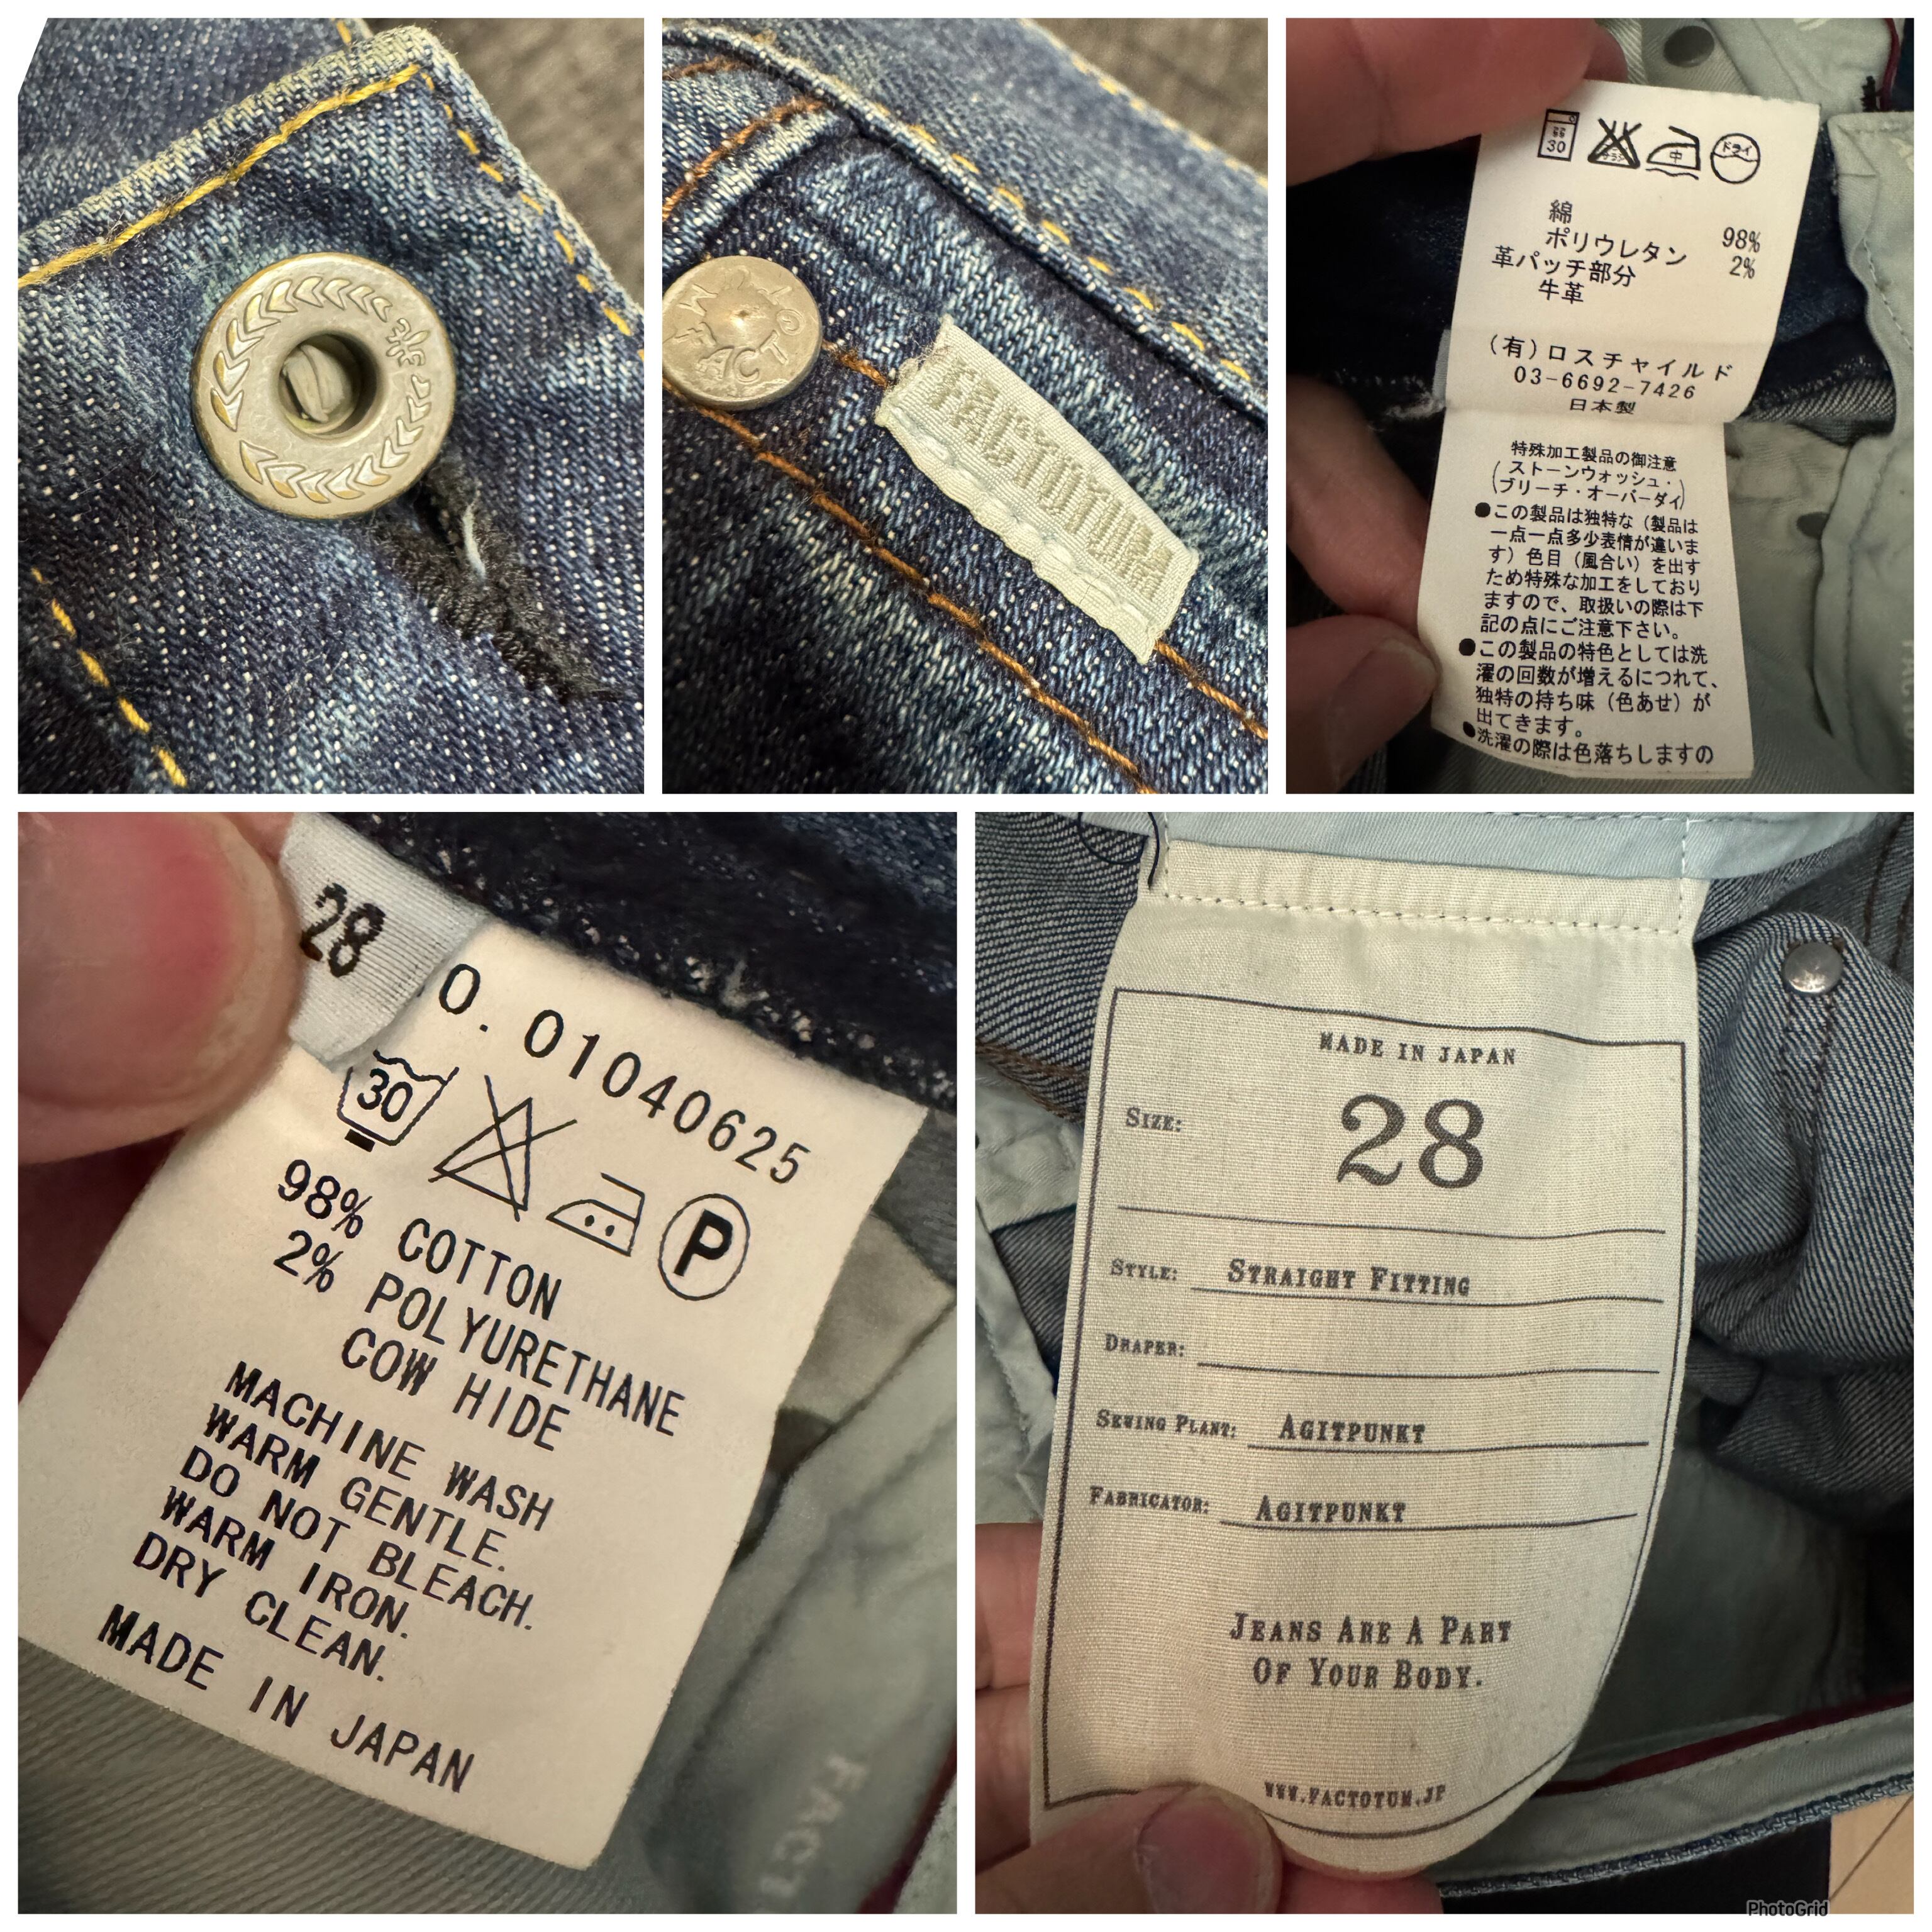 FACTOTUM
30
中
ドライ
綿 98%
ポリウレタン 2%
革パッチ部分
牛革
(有)ロスチャイルド
03-6692-7426
日本製
特殊加工製品の御注意
(ストーンウォッシュ・
ブリーチ・オーバーダイ)
●この製品は独特な(製品は
一点一点多少表情が違いま
す)色目(風合い)を出す
ため特殊な加工をしており
ますので、取扱いの際は下
記の点にご注意下さい。
●この製品の特色としては洗
濯の回数が増えるにつれて、
独特の持ち味(色あせ)が
出てきます。
●洗濯の際は色落ちしますの
28
0. 01040625
30
P
98% COTTON
2% POLYURETHANE
COW HIDE
MACHINE WASH
WARM GENTLE.
DO NOT BLEACH.
WARM IRON.
DRY CLEAN.
MADE IN JAPAN
FACT
MADE IN JAPAN
SIZE: 28
STYLE: STRAIGHT FITTING
DRAPER:
SEWING PLANT: AGITPUNKT
FABRICATOR: AGITPUNKT
JEANS ARE A PART
OF YOUR BODY.
WWW.FACTOTUM.JP
PhotoGrid